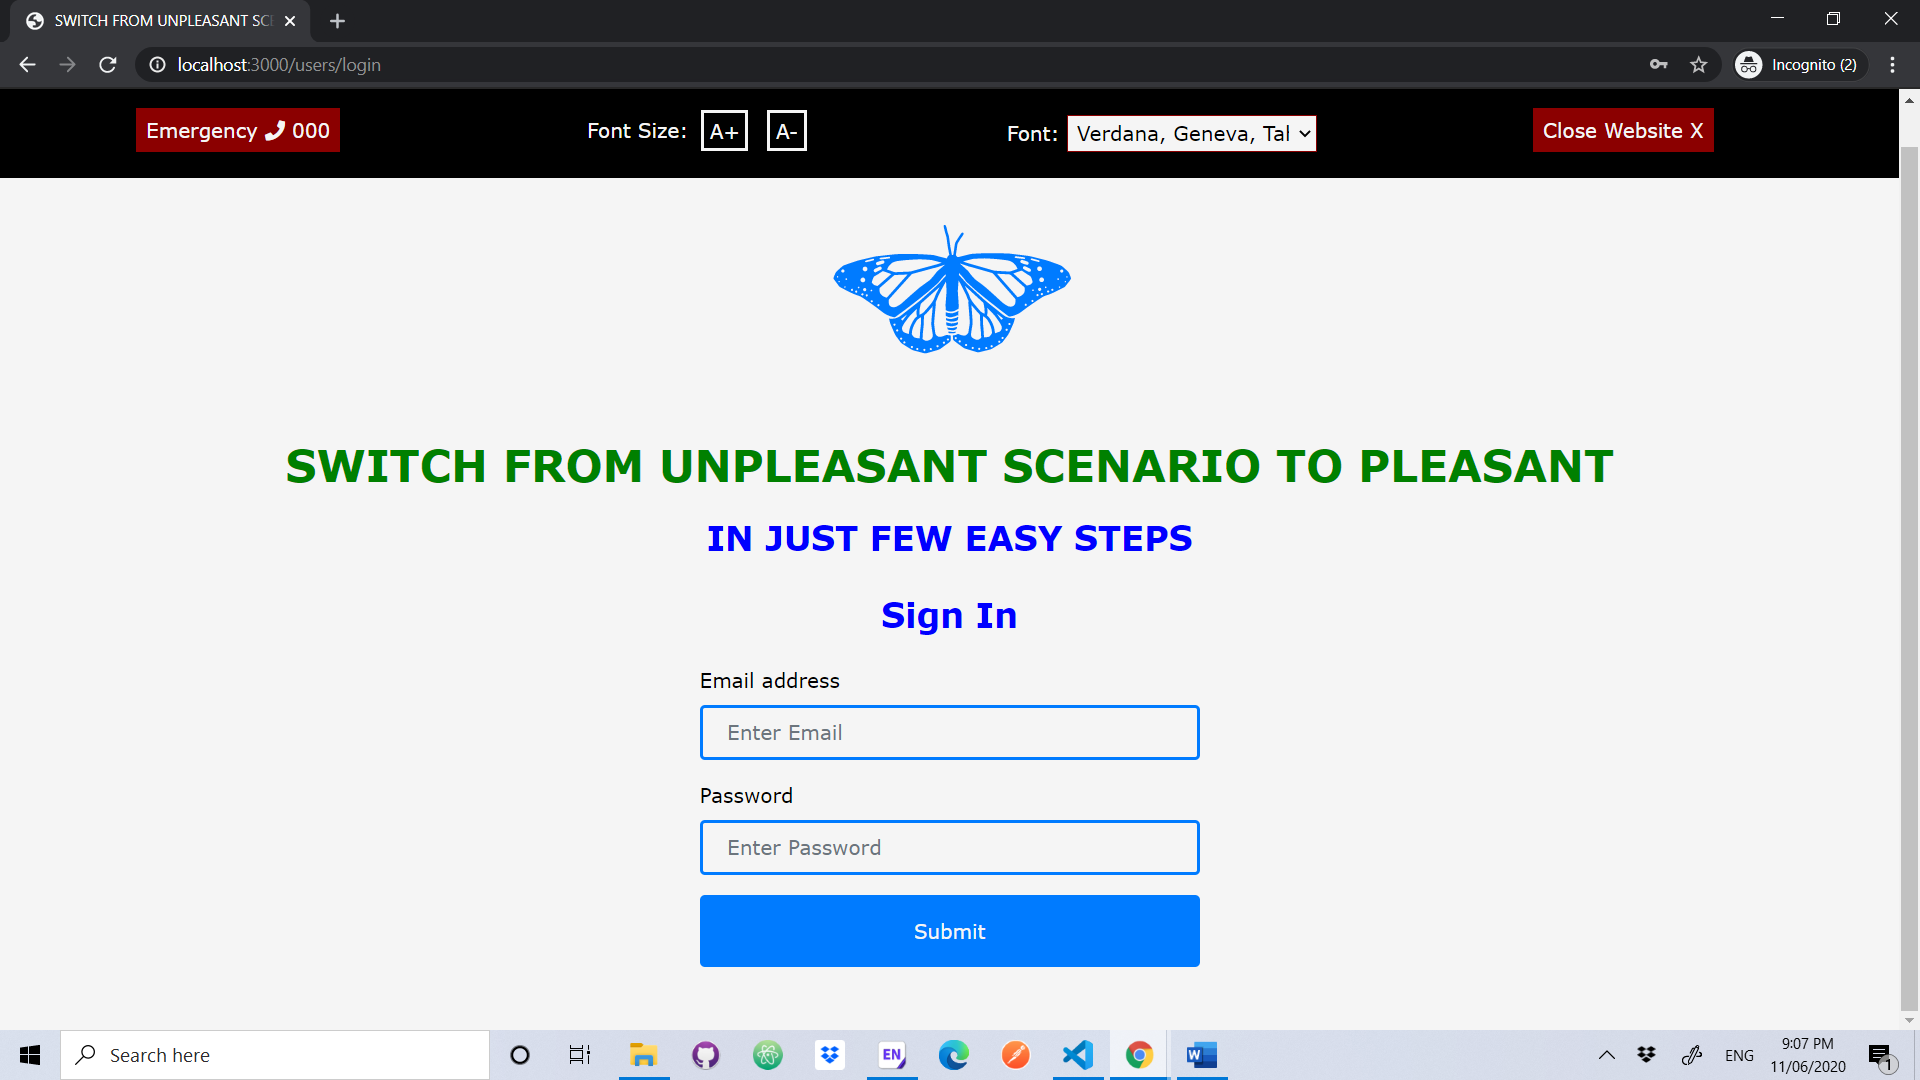 SWITCH FROM UNPLEASANT SCE
localhost:3000/users/login
Incognito (2)
Emergency 000
Font Size: A+ A-
Font: Verdana, Geneva, Tal
Close Website X
SWITCH FROM UNPLEASANT SCENARIO TO PLEASANT
IN JUST FEW EASY STEPS
Sign In
Email address
Enter Email
Password
Enter Password
Submit
Search here
EN
W
ENG
9:07 PM
11/06/2020
1